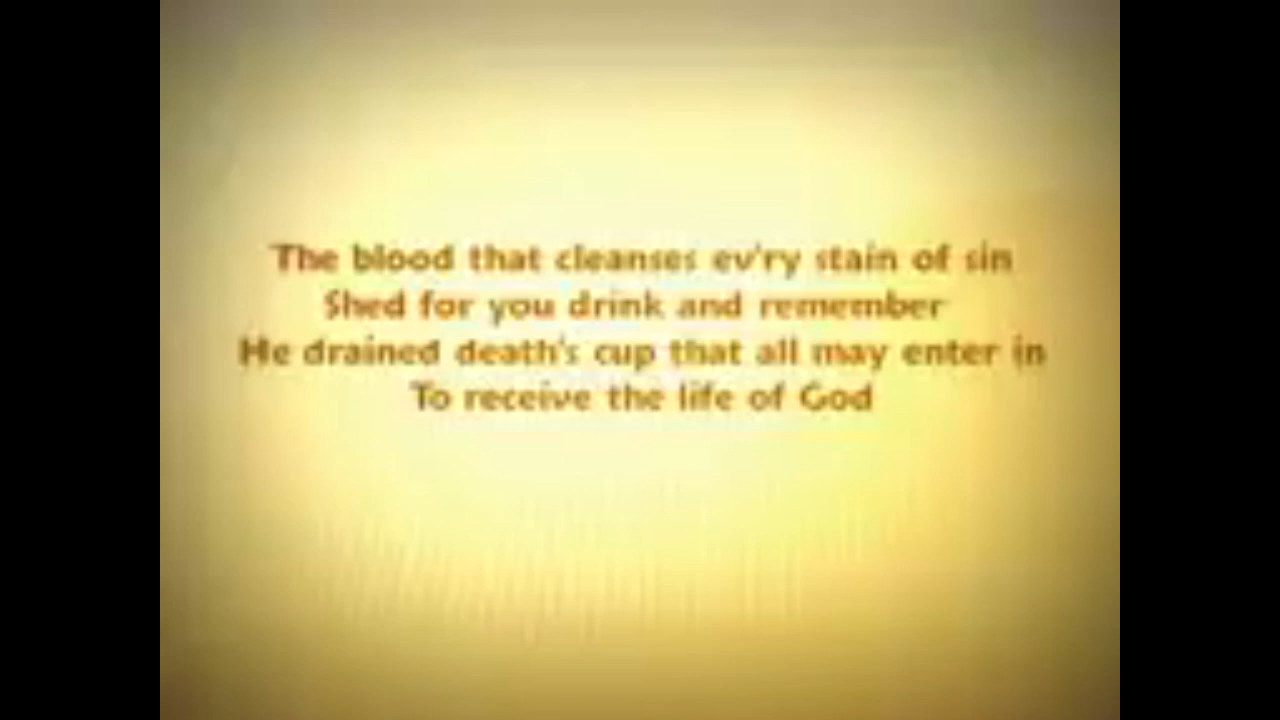 The blood that cleanses ev'ry stain of sin
Shed for you drink and remember
He drained death's cup that all may enter in
To receive the life of God